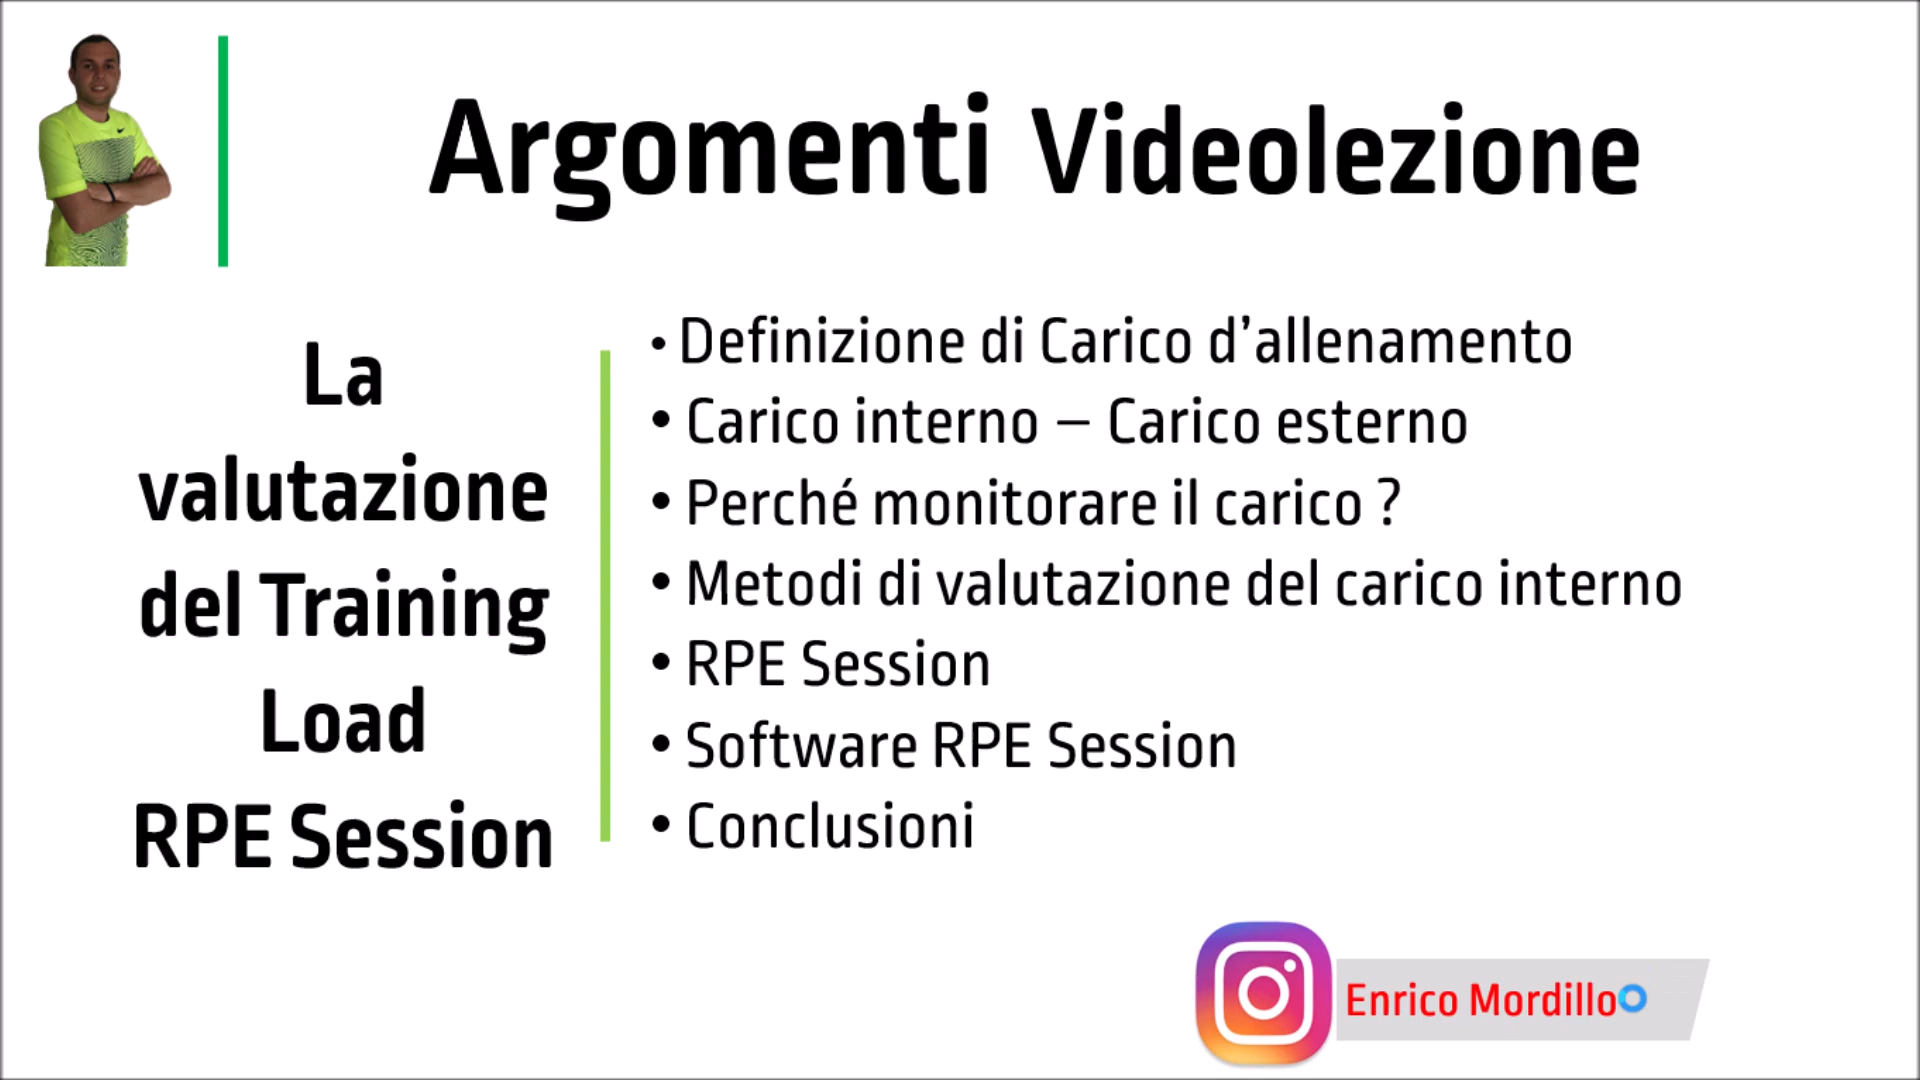 Argomenti Videolezione
La
valutazione
del Training
Load
RPE Session
• Definizione di Carico d’allenamento
• Carico interno – Carico esterno
• Perché monitorare il carico ?
• Metodi di valutazione del carico interno
• RPE Session
• Software RPE Session
• Conclusioni
Enrico Mordillo